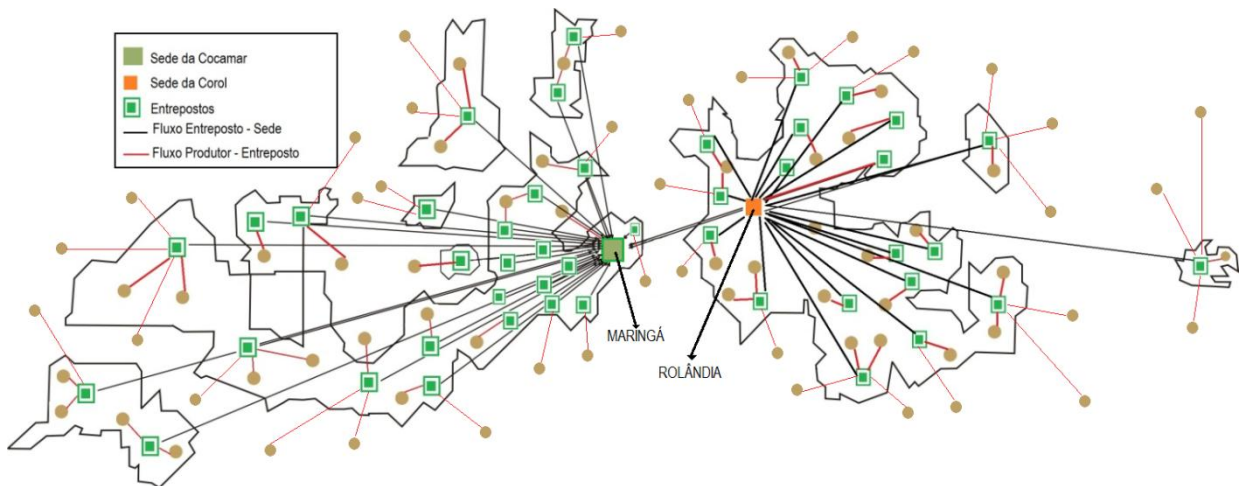 Sede da Cocamar
Sede da Corol
Entrepostos
Fluxo Entreposto - Sede
Fluxo Produtor - Entreposto
MARINGÁ
ROLÂNDIA